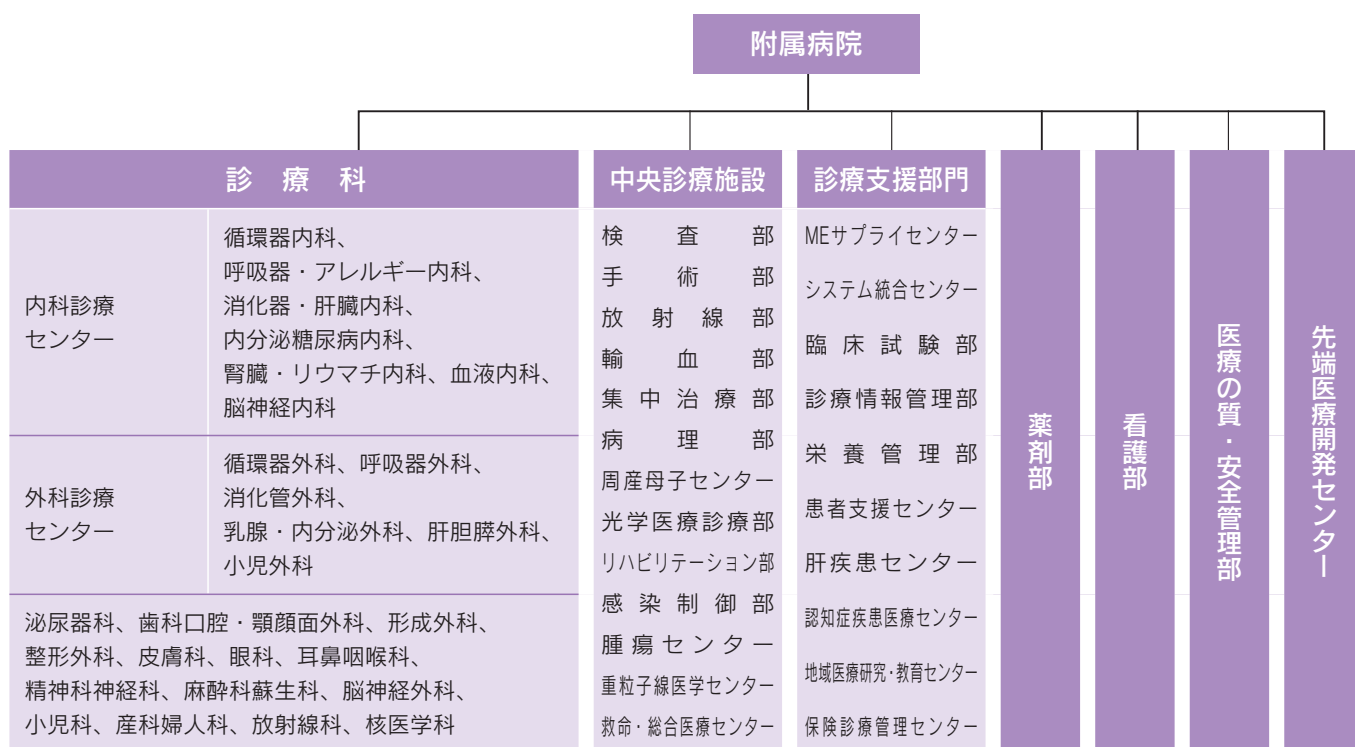 附属病院
診療科
内科診療
センター
循環器内科、
呼吸器・アレルギー内科、
消化器・肝臓内科、
内分泌糖尿病内科、
腎臓・リウマチ内科、血液内科、
脳神経内科
外科診療
センター
循環器外科、呼吸器外科、
消化管外科、
乳腺・内分泌外科、肝胆膵外科、
小児外科
泌尿器科、歯科口腔・顎顔面外科、形成外科、
整形外科、皮膚科、眼科、耳鼻咽喉科、
精神科神経科、麻酔科蘇生科、脳神経外科、
小児科、産科婦人科、放射線科、核医学科
中央診療施設
検査部
手術部
放射線部
輸血部
集中治療部
病理部
周産母子センター
光学医療診療部
リハビリテーション部
感染制御部
腫瘍センター
重粒子線医学センター
救命・総合医療センター
診療支援部門
MEサプライセンター
システム統合センター
臨床試験部
診療情報管理部
栄養管理部
患者支援センター
肝疾患センター
認知症疾患医療センター
地域医療研究・教育センター
保険診療管理センター
薬剤部
看護部
医療の質・安全管理部
先端医療開発センター